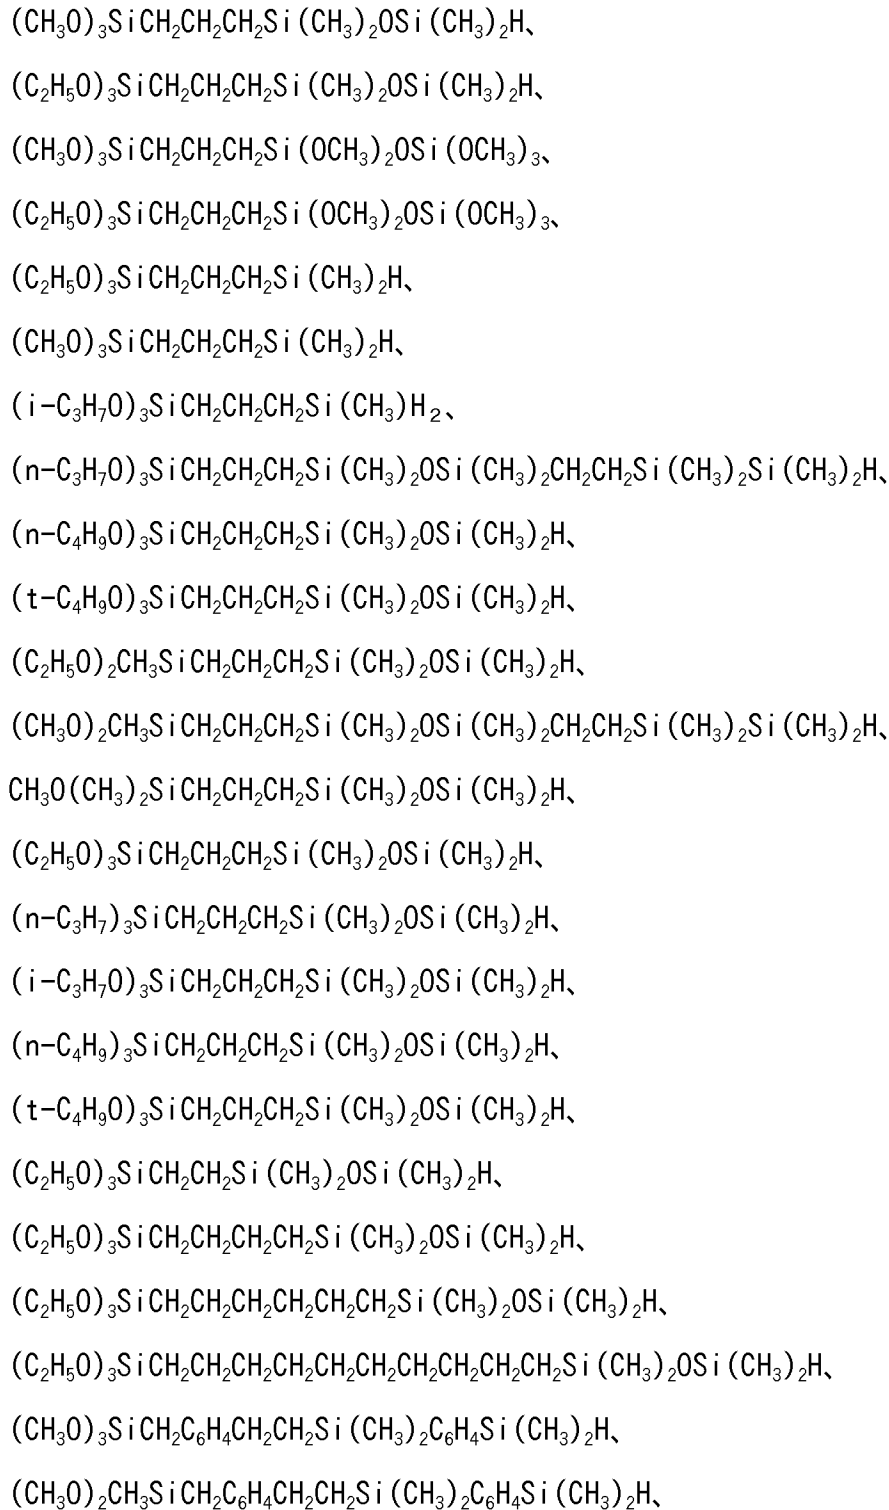 (CH₃O)₃SiCH₂CH₂CH₂Si(CH₃)₂OSi(CH₃)₂H、
(C₂H₅O)₃SiCH₂CH₂CH₂Si(CH₃)₂OSi(CH₃)₂H、
(CH₃O)₃SiCH₂CH₂CH₂Si(OCH₃)₂OSi(OCH₃)₃、
(C₂H₅O)₃SiCH₂CH₂CH₂Si(OCH₃)₂OSi(OCH₃)₃、
(C₂H₅O)₃SiCH₂CH₂CH₂Si(CH₃)₂H、
(CH₃O)₃SiCH₂CH₂CH₂Si(CH₃)₂H、
(i-C₃H₇O)₃SiCH₂CH₂CH₂Si(CH₃)H₂、
(n-C₃H₇O)₃SiCH₂CH₂CH₂Si(CH₃)₂OSi(CH₃)₂CH₂CH₂Si(CH₃)₂Si(CH₃)₂H、
(n-C₄H₉O)₃SiCH₂CH₂CH₂Si(CH₃)₂OSi(CH₃)₂H、
(t-C₄H₉O)₃SiCH₂CH₂CH₂Si(CH₃)₂OSi(CH₃)₂H、
(C₂H₅O)₂CH₃SiCH₂CH₂CH₂Si(CH₃)₂OSi(CH₃)₂H、
(CH₃O)₂CH₃SiCH₂CH₂CH₂Si(CH₃)₂OSi(CH₃)₂CH₂CH₂Si(CH₃)₂Si(CH₃)₂H、
CH₃O(CH₃)₂SiCH₂CH₂CH₂Si(CH₃)₂OSi(CH₃)₂H、
(C₂H₅O)₃SiCH₂CH₂CH₂Si(CH₃)₂OSi(CH₃)₂H、
(n-C₃H₇)₃SiCH₂CH₂CH₂Si(CH₃)₂OSi(CH₃)₂H、
(i-C₃H₇O)₃SiCH₂CH₂CH₂Si(CH₃)₂OSi(CH₃)₂H、
(n-C₄H₉)₃SiCH₂CH₂CH₂Si(CH₃)₂OSi(CH₃)₂H、
(t-C₄H₉O)₃SiCH₂CH₂CH₂Si(CH₃)₂OSi(CH₃)₂H、
(C₂H₅O)₃SiCH₂CH₂Si(CH₃)₂OSi(CH₃)₂H、
(C₂H₅O)₃SiCH₂CH₂CH₂CH₂Si(CH₃)₂OSi(CH₃)₂H、
(C₂H₅O)₃SiCH₂CH₂CH₂CH₂CH₂CH₂Si(CH₃)₂OSi(CH₃)₂H、
(C₂H₅O)₃SiCH₂CH₂CH₂CH₂CH₂CH₂CH₂CH₂CH₂CH₂Si(CH₃)₂OSi(CH₃)₂H、
(CH₃O)₃SiCH₂C₆H₄CH₂CH₂Si(CH₃)₂C₆H₄Si(CH₃)₂H、
(CH₃O)₂CH₃SiCH₂C₆H₄CH₂CH₂Si(CH₃)₂C₆H₄Si(CH₃)₂H、